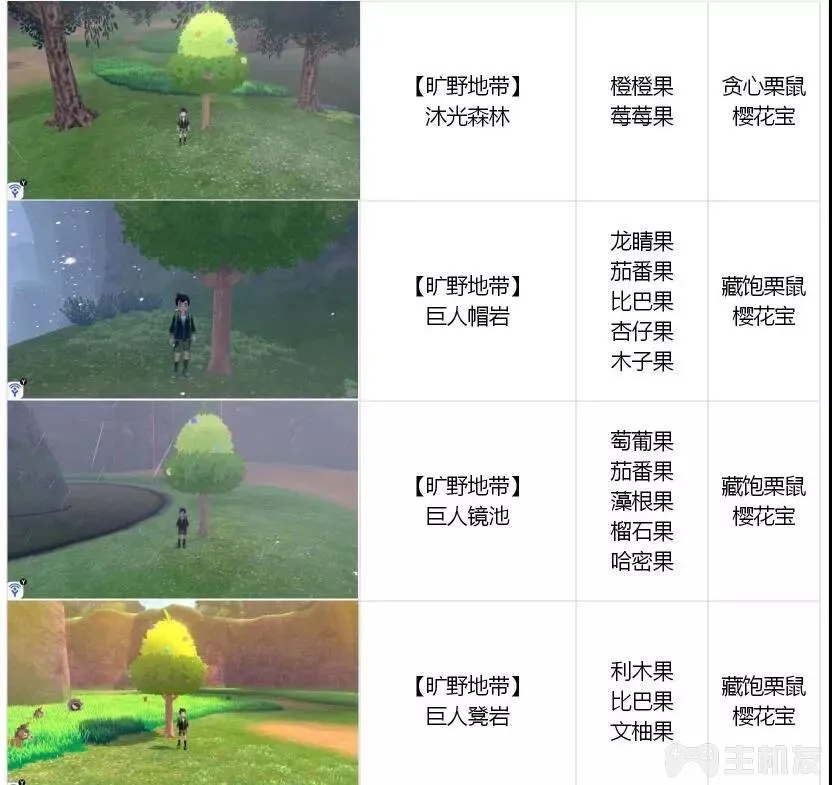 【旷野地带】
沐光森林
橙橙果
莓莓果
贪心栗鼠
樱花宝
【旷野地带】
巨人帽岩
龙睛果
茄番果
比巴果
杏仔果
木子果
藏饱栗鼠
樱花宝
【旷野地带】
巨人镜池
萄葡果
茄番果
藻根果
榴石果
哈密果
藏饱栗鼠
樱花宝
【旷野地带】
巨人凳岩
利木果
比巴果
文柚果
藏饱栗鼠
樱花宝
主机友